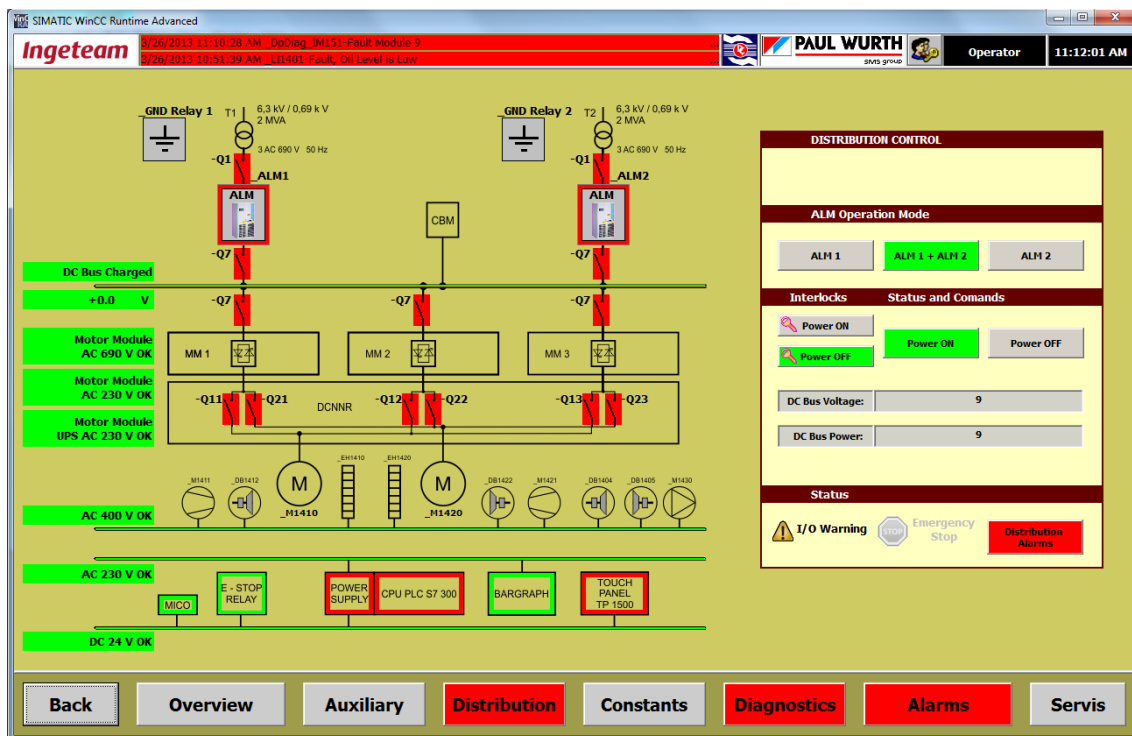 SIMATIC WinCC Runtime Advanced
Ingeteam
3/26/2013 11:10:28 AM _DpDiag_IM151-Fault Module 9
...
3/26/2013 10:51:39 AM _LI1401-Fault, Oil Level is Low
...
PAUL WURTH
SMS group
Operator
11:12:01 AM
_GND Relay 1
T1
6,3 kV / 0,69 k V
2 MVA
3 AC 690 V 50 Hz
-Q1
_ALM1
ALM
-Q7
_GND Relay 2
T2
6,3 kV / 0,69 k V
2 MVA
3 AC 690 V 50 Hz
-Q1
_ALM2
ALM
-Q7
CBM
DC Bus Charged
+0.0 V
-Q7
-Q7
-Q7
Motor Module
AC 690 V OK
MM 1
MM 2
MM 3
Motor Module
AC 230 V OK
-Q11
-Q21
DCNNR
-Q12
-Q22
-Q13
-Q23
Motor Module
UPS AC 230 V OK
_M1411
_DB1412
M
_M1410
_EH1410
_EH1420
M
_M1420
_DB1422
_M1421
_DB1404
_DB1405
_M1430
AC 400 V OK
AC 230 V OK
MICO
E - STOP
RELAY
POWER
SUPPLY
CPU PLC S7 300
BARGRAPH
TOUCH
PANEL
TP 1500
DC 24 V OK
DISTRIBUTION CONTROL
ALM Operation Mode
ALM 1
ALM 1 + ALM 2
ALM 2
Interlocks
Status and Comands
Power ON
Power OFF
Power ON
Power OFF
DC Bus Voltage:
9
DC Bus Power:
9
Status
I/O Warning
STOP
Emergency
Stop
Distribution
Alarms
Back
Overview
Auxiliary
Distribution
Constants
Diagnostics
Alarms
Servis